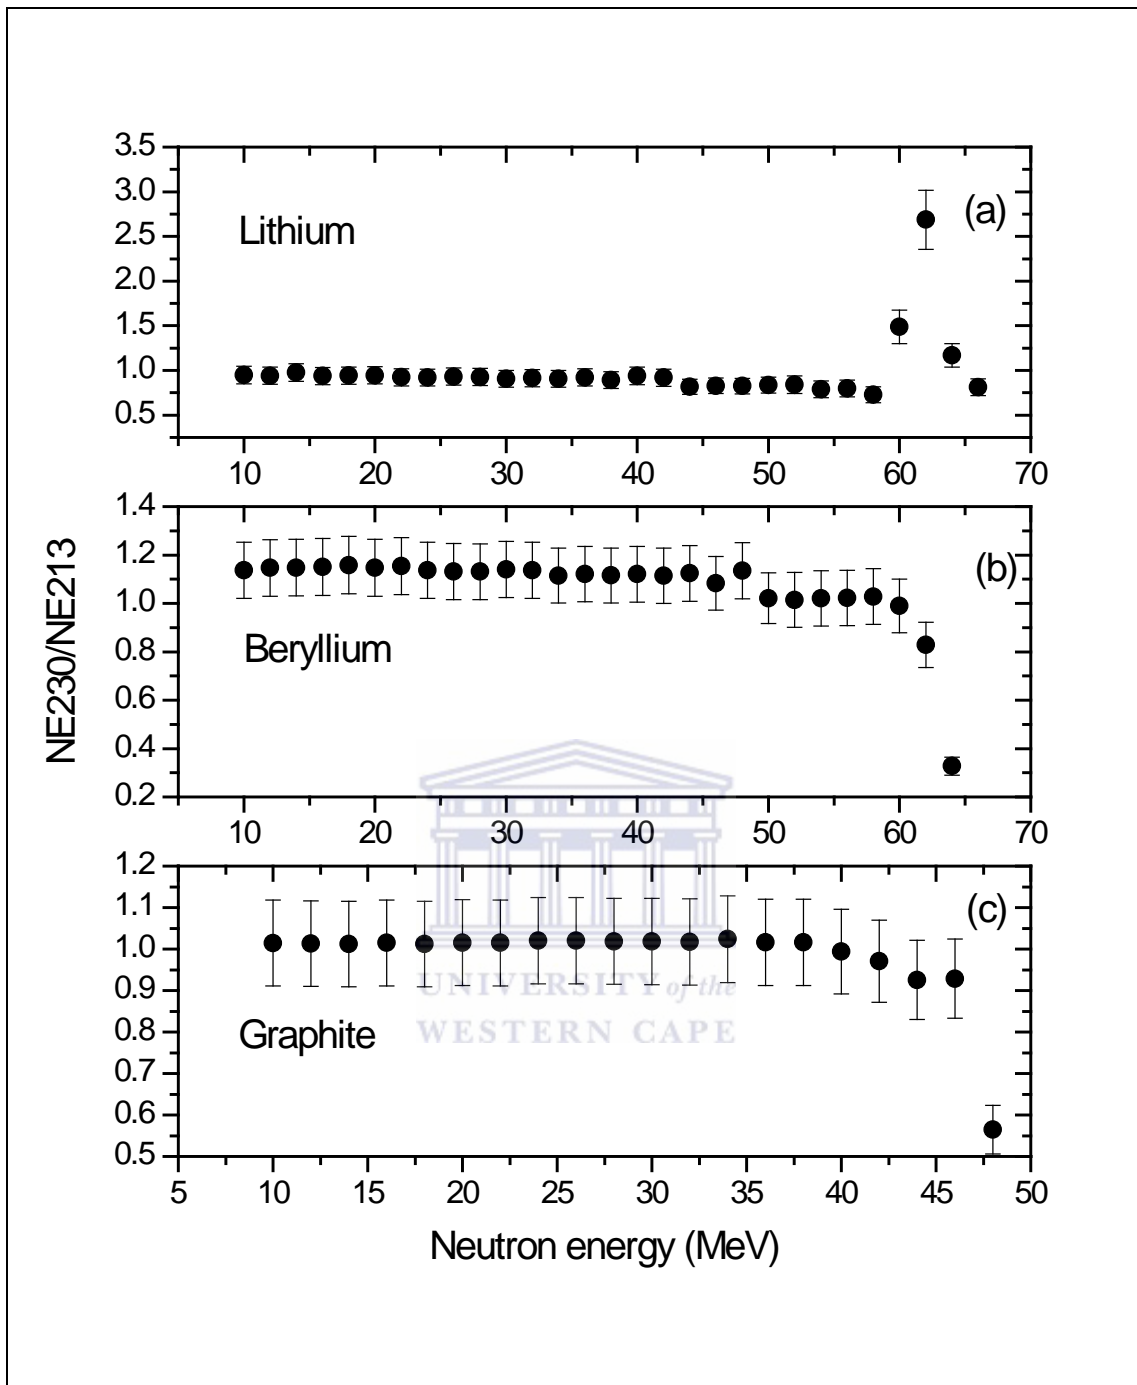 3.5
3.0
2.5
2.0
1.5
1.0
0.5
Lithium
(a)
10 20 30 40 50 60 70
1.4
1.2
1.0
0.8
0.6
0.4
0.2
Beryllium
(b)
10 20 30 40 50 60 70
1.2
1.1
1.0
0.9
0.8
0.7
0.6
0.5
Graphite
(c)
UNIVERSITY of the
WESTERN CAPE
5 10 15 20 25 30 35 40 45 50
NE230/NE213
Neutron energy (MeV)